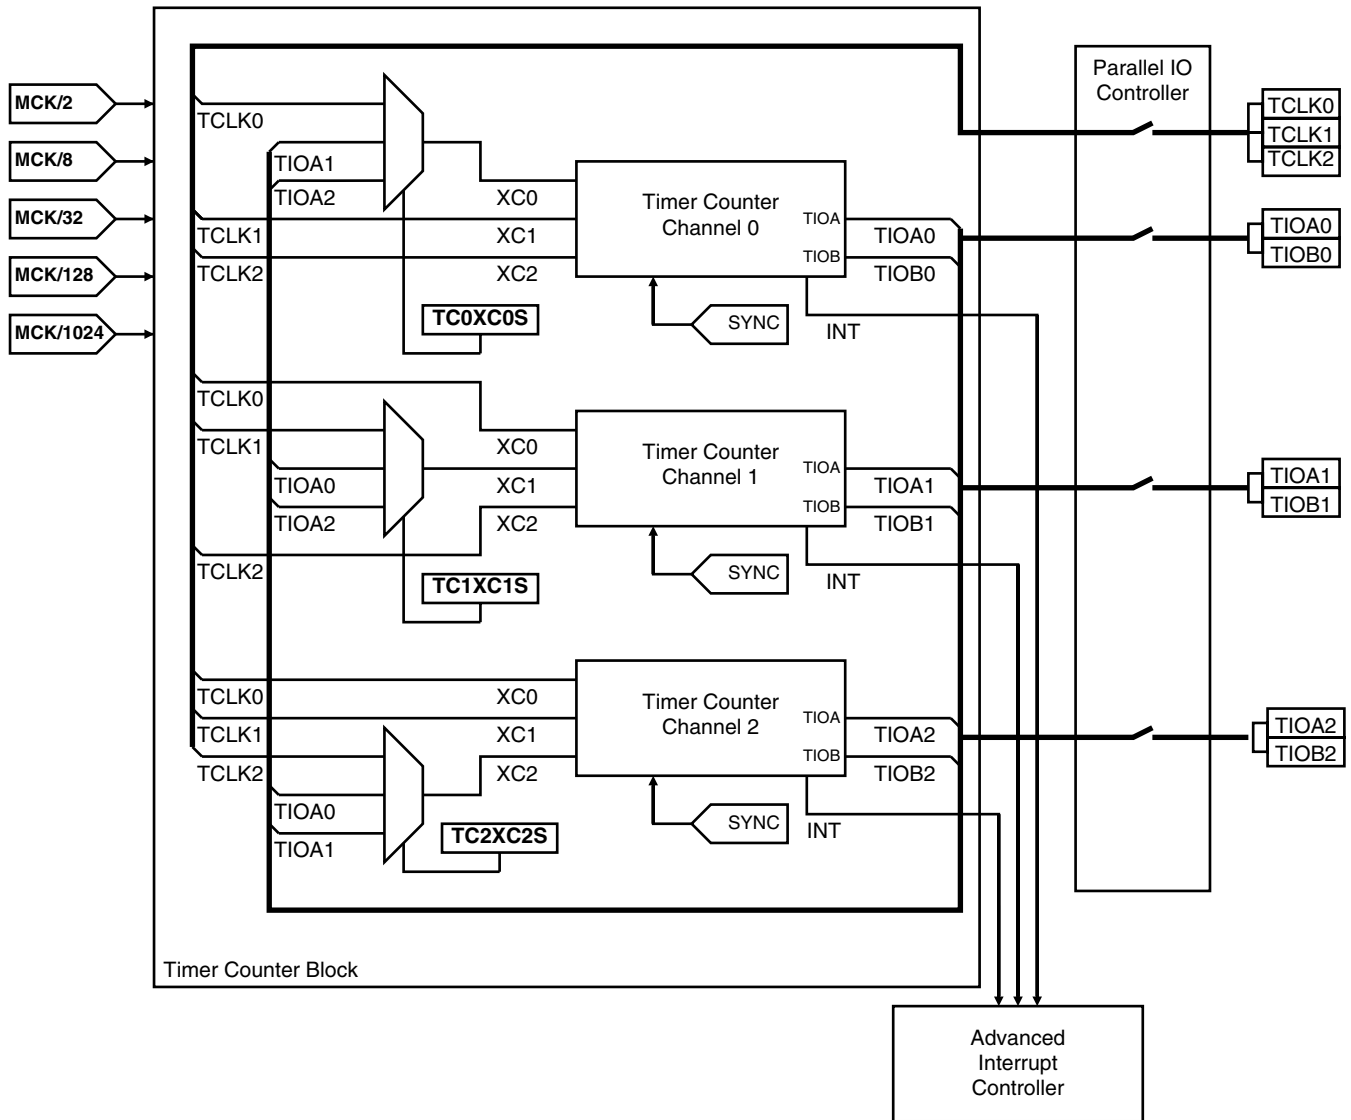 MCK/2
MCK/8
MCK/32
MCK/128
MCK/1024
TCLK0
TIOA1
TIOA2
XC0
TCLK1
XC1
TCLK2
XC2
Timer Counter
Channel 0
TIOA
TIOB
TIOA0
TIOB0
TC0XC0S
SYNC
INT
TCLK0
TCLK1
XC0
TIOA0
XC1
TIOA2
XC2
TCLK2
Timer Counter
Channel 1
TIOA
TIOB
TIOA1
TIOB1
TC1XC1S
SYNC
INT
TCLK0
XC0
TCLK1
XC1
TCLK2
XC2
TIOA0
TIOA1
Timer Counter
Channel 2
TIOA
TIOB
TIOA2
TIOB2
TC2XC2S
SYNC
INT
Timer Counter Block
Parallel IO
Controller
TCLK0
TCLK1
TCLK2
TIOA0
TIOB0
TIOA1
TIOB1
TIOA2
TIOB2
Advanced
Interrupt
Controller